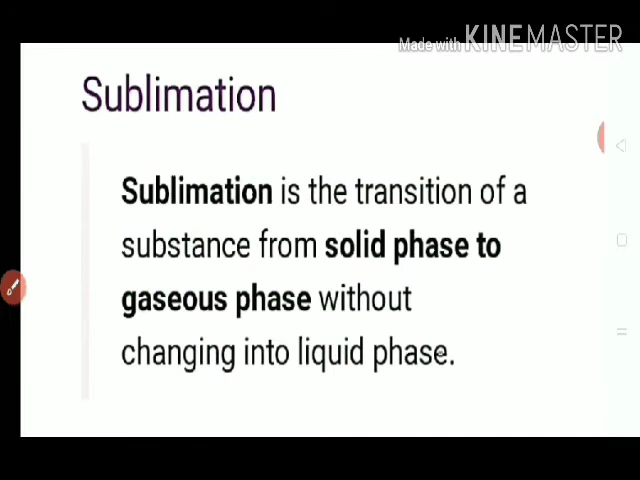 Made with KINEMASTER
Sublimation
Sublimation is the transition of a
substance from solid phase to
gaseous phase without
changing into liquid phase.